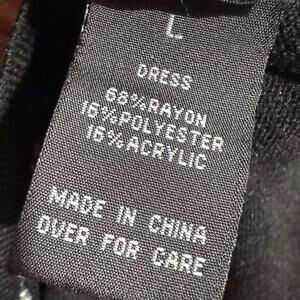 L
DRESS
68%RAYON
16%POLYESTER
16%ACRYLIC
MADE IN CHINA
OVER FOR CARE